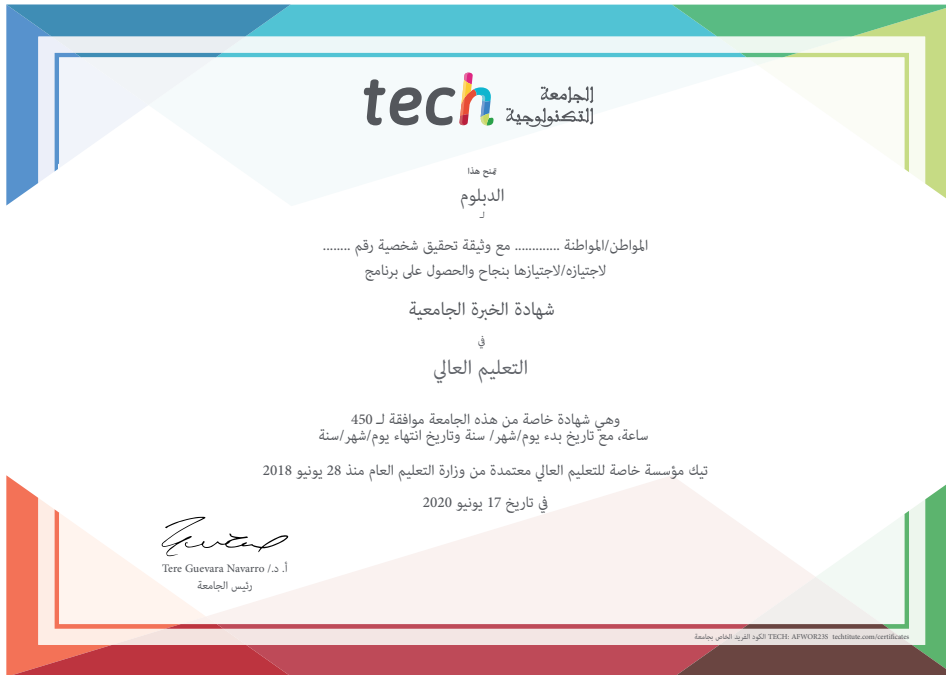 tech الجامعة
التكنولوجية
يمنح هذا
الدبلوم
لـ
المواطن/المواطنة ............ مع وثيقة تحقيق شخصية رقم ........
لاجتيازه/لاجتيازها بنجاح والحصول على برنامج
شهادة الخبرة الجامعية
في
التعليم العالي
وهي شهادة خاصة من هذه الجامعة موافقة لـ 450
ساعة، مع تاريخ بدء يوم/شهر/ سنة وتاريخ انتهاء يوم/شهر/سنة
تيك مؤسسة خاصة للتعليم العالي معتمدة من وزارة التعليم العام منذ 28 يونيو 2018
في تاريخ 17 يونيو 2020
أ. د./ Tere Guevara Navarro
رئيس الجامعة
الكود الفريد الخاص بجامعة TECH: AFWOR23S techtitute.com/certificates